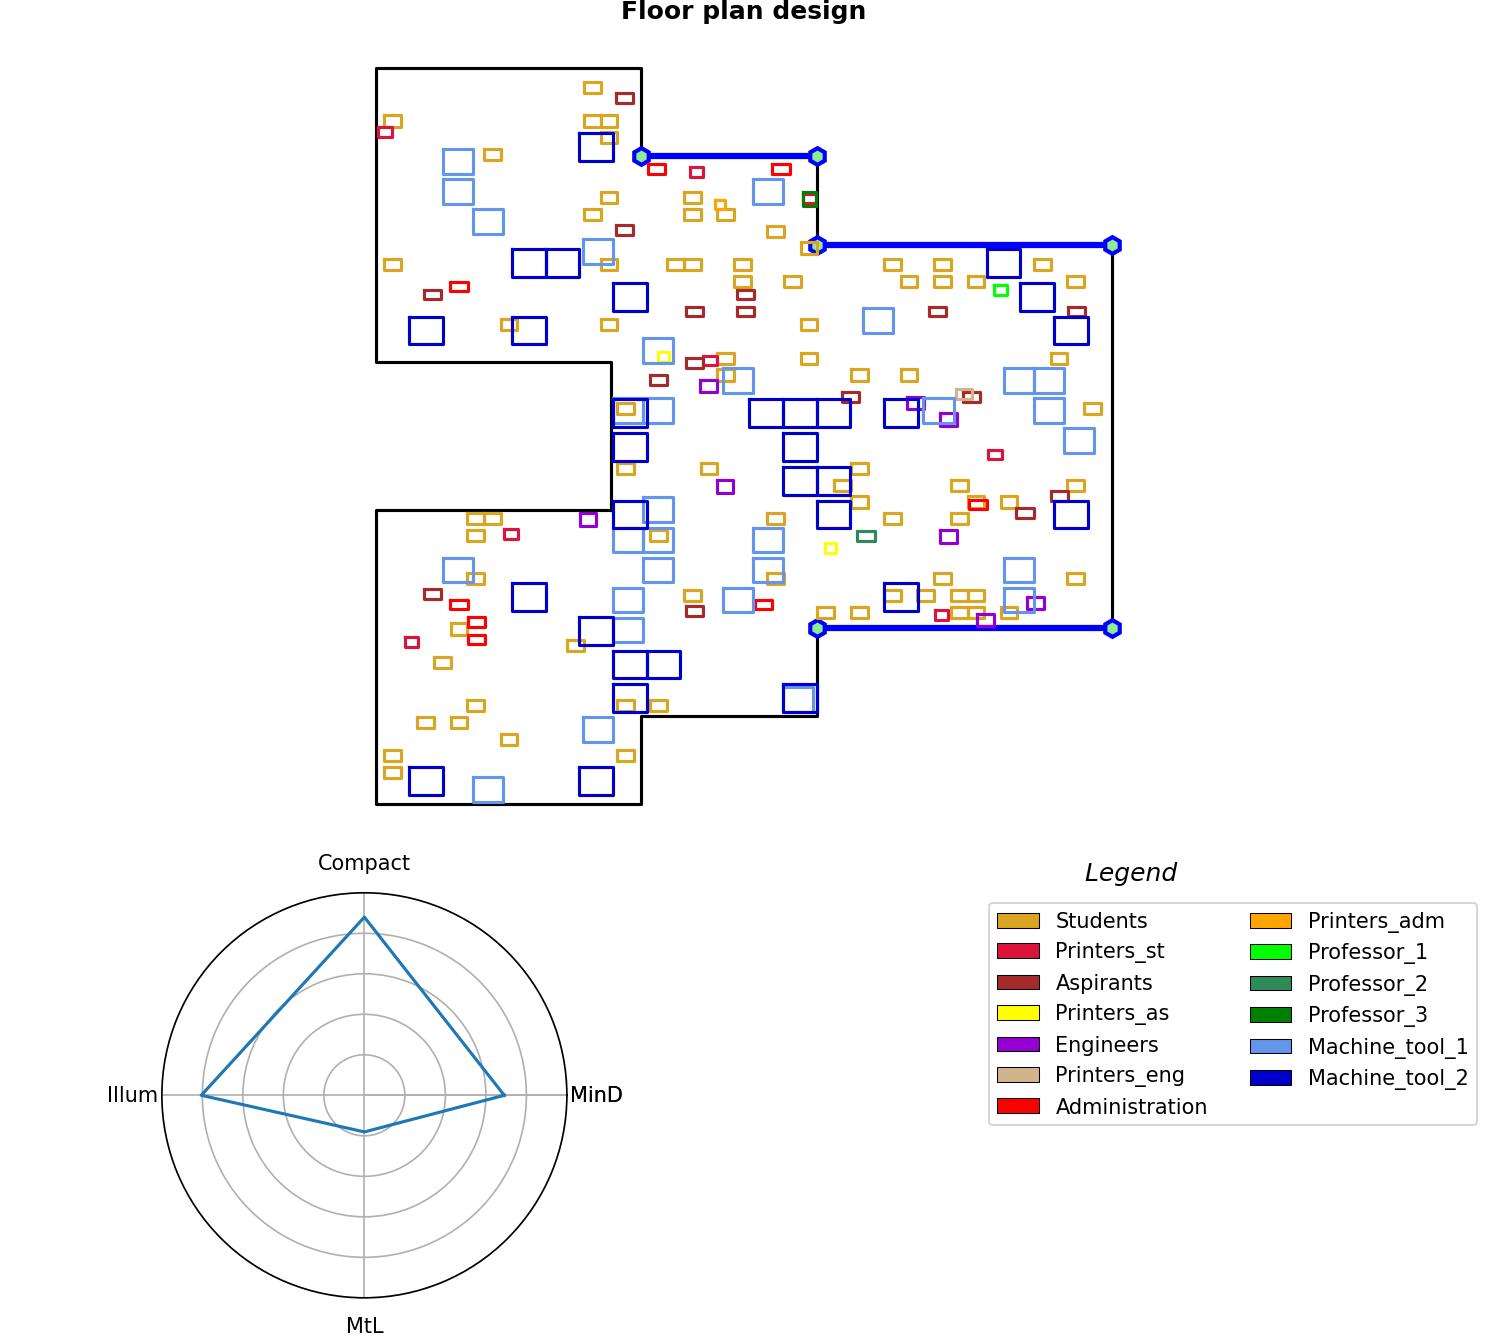 Floor plan design
Compact
Illum
MinD
MtL
Legend
Students
Printers_st
Aspirants
Printers_as
Engineers
Printers_eng
Administration
Printers_adm
Professor_1
Professor_2
Professor_3
Machine_tool_1
Machine_tool_2